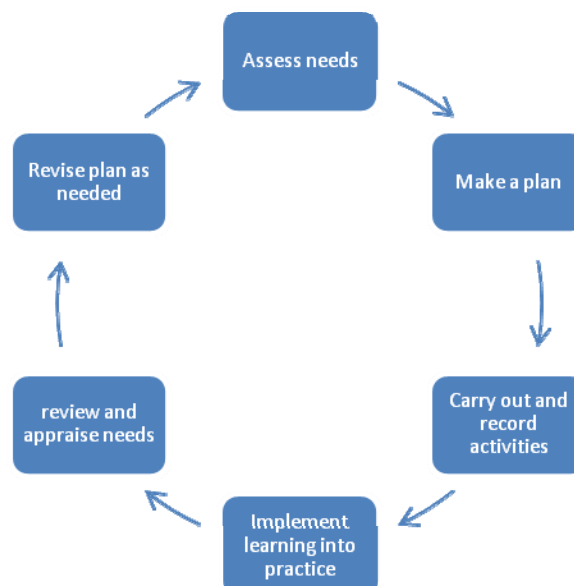 Assess needs
Make a plan
Carry out and
record
activities
Implement
learning into
practice
review and
appraise needs
Revise plan as
needed